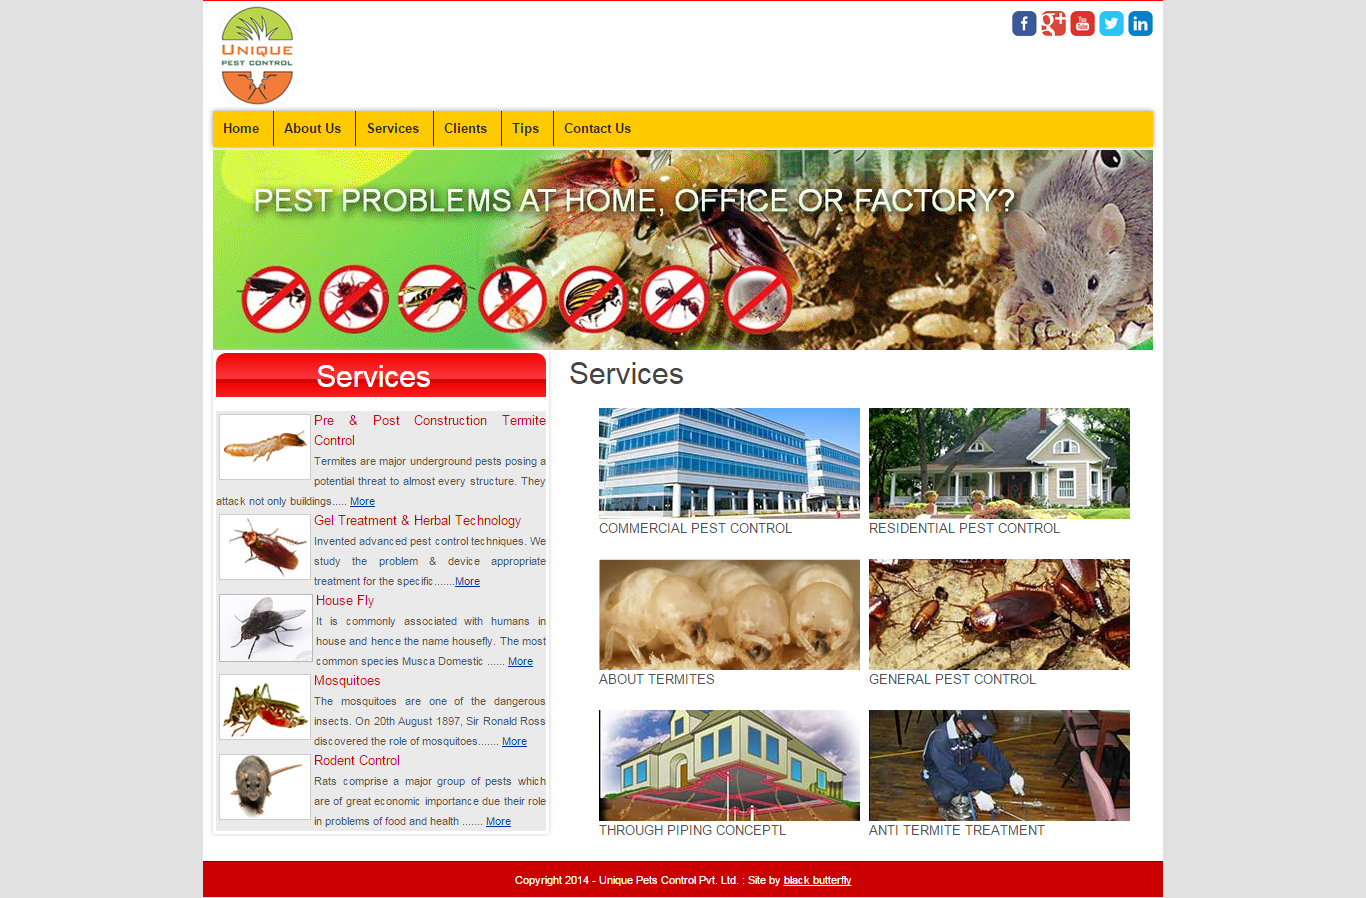 UNIQUE
PEST CONTROL
f
g+
You
Tube
in
Home
About Us
Services
Clients
Tips
Contact Us
PEST PROBLEMS AT HOME, OFFICE OR FACTORY?
Services
Pre & Post Construction Termite
Control
Termites are major underground pests posing a
potential threat to almost every structure. They
attack not only buildings..... More
Gel Treatment & Herbal Technology
Invented advanced pest control techniques. We
study the problem & device appropriate
treatment for the specific.......More
House Fly
It is commonly associated with humans in
house and hence the name housefly. The most
common species Musca Domestic ...... More
Mosquitoes
The mosquitoes are one of the dangerous
insects. On 20th August 1897, Sir Ronald Ross
discovered the role of mosquitoes....... More
Rodent Control
Rats comprise a major group of pests which
are of great economic importance due their role
in problems of food and health ....... More
Services
COMMERCIAL PEST CONTROL
RESIDENTIAL PEST CONTROL
ABOUT TERMITES
GENERAL PEST CONTROL
THROUGH PIPING CONCEPTL
ANTI TERMITE TREATMENT
Copyright 2014 - Unique Pets Control Pvt. Ltd. : Site by black butterfly